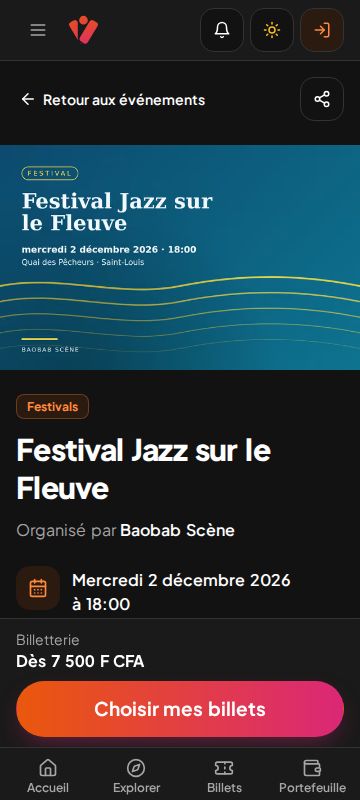 Retour aux événements
FESTIVAL
Festival Jazz sur
le Fleuve
mercredi 2 décembre 2026 · 18:00
Quai des Pêcheurs · Saint-Louis
BAOBAB SCÈNE
Festivals
Festival Jazz sur le
Fleuve
Organisé par Baobab Scène
Mercredi 2 décembre 2026
à 18:00
Billetterie
Dès 7 500 F CFA
Choisir mes billets
Accueil
Explorer
Billets
Portefeuille